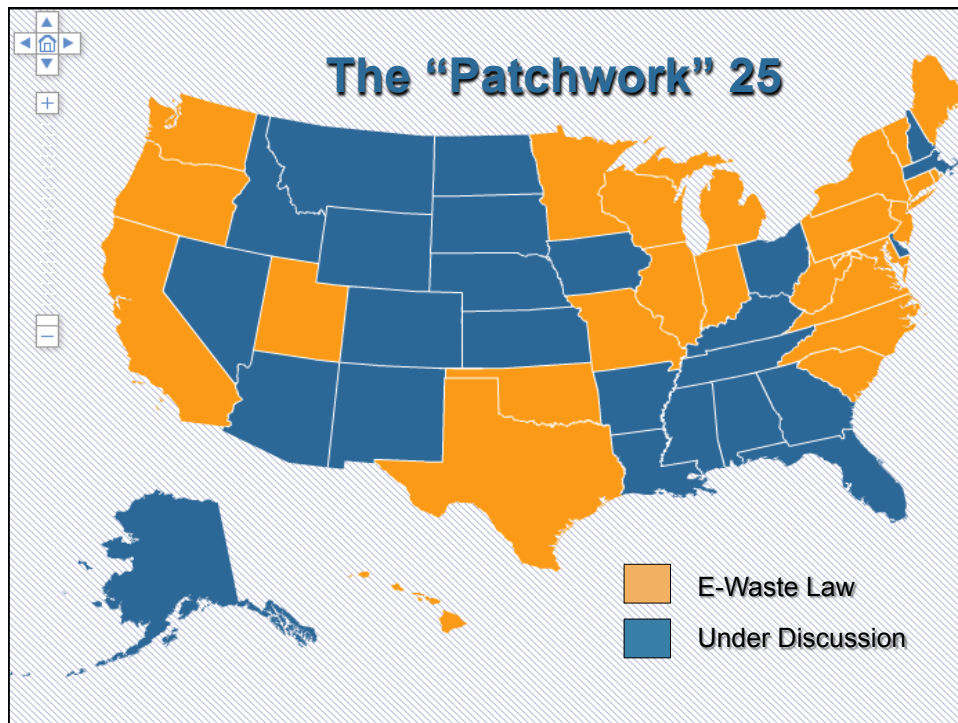 The “Patchwork” 25
E-Waste Law
Under Discussion